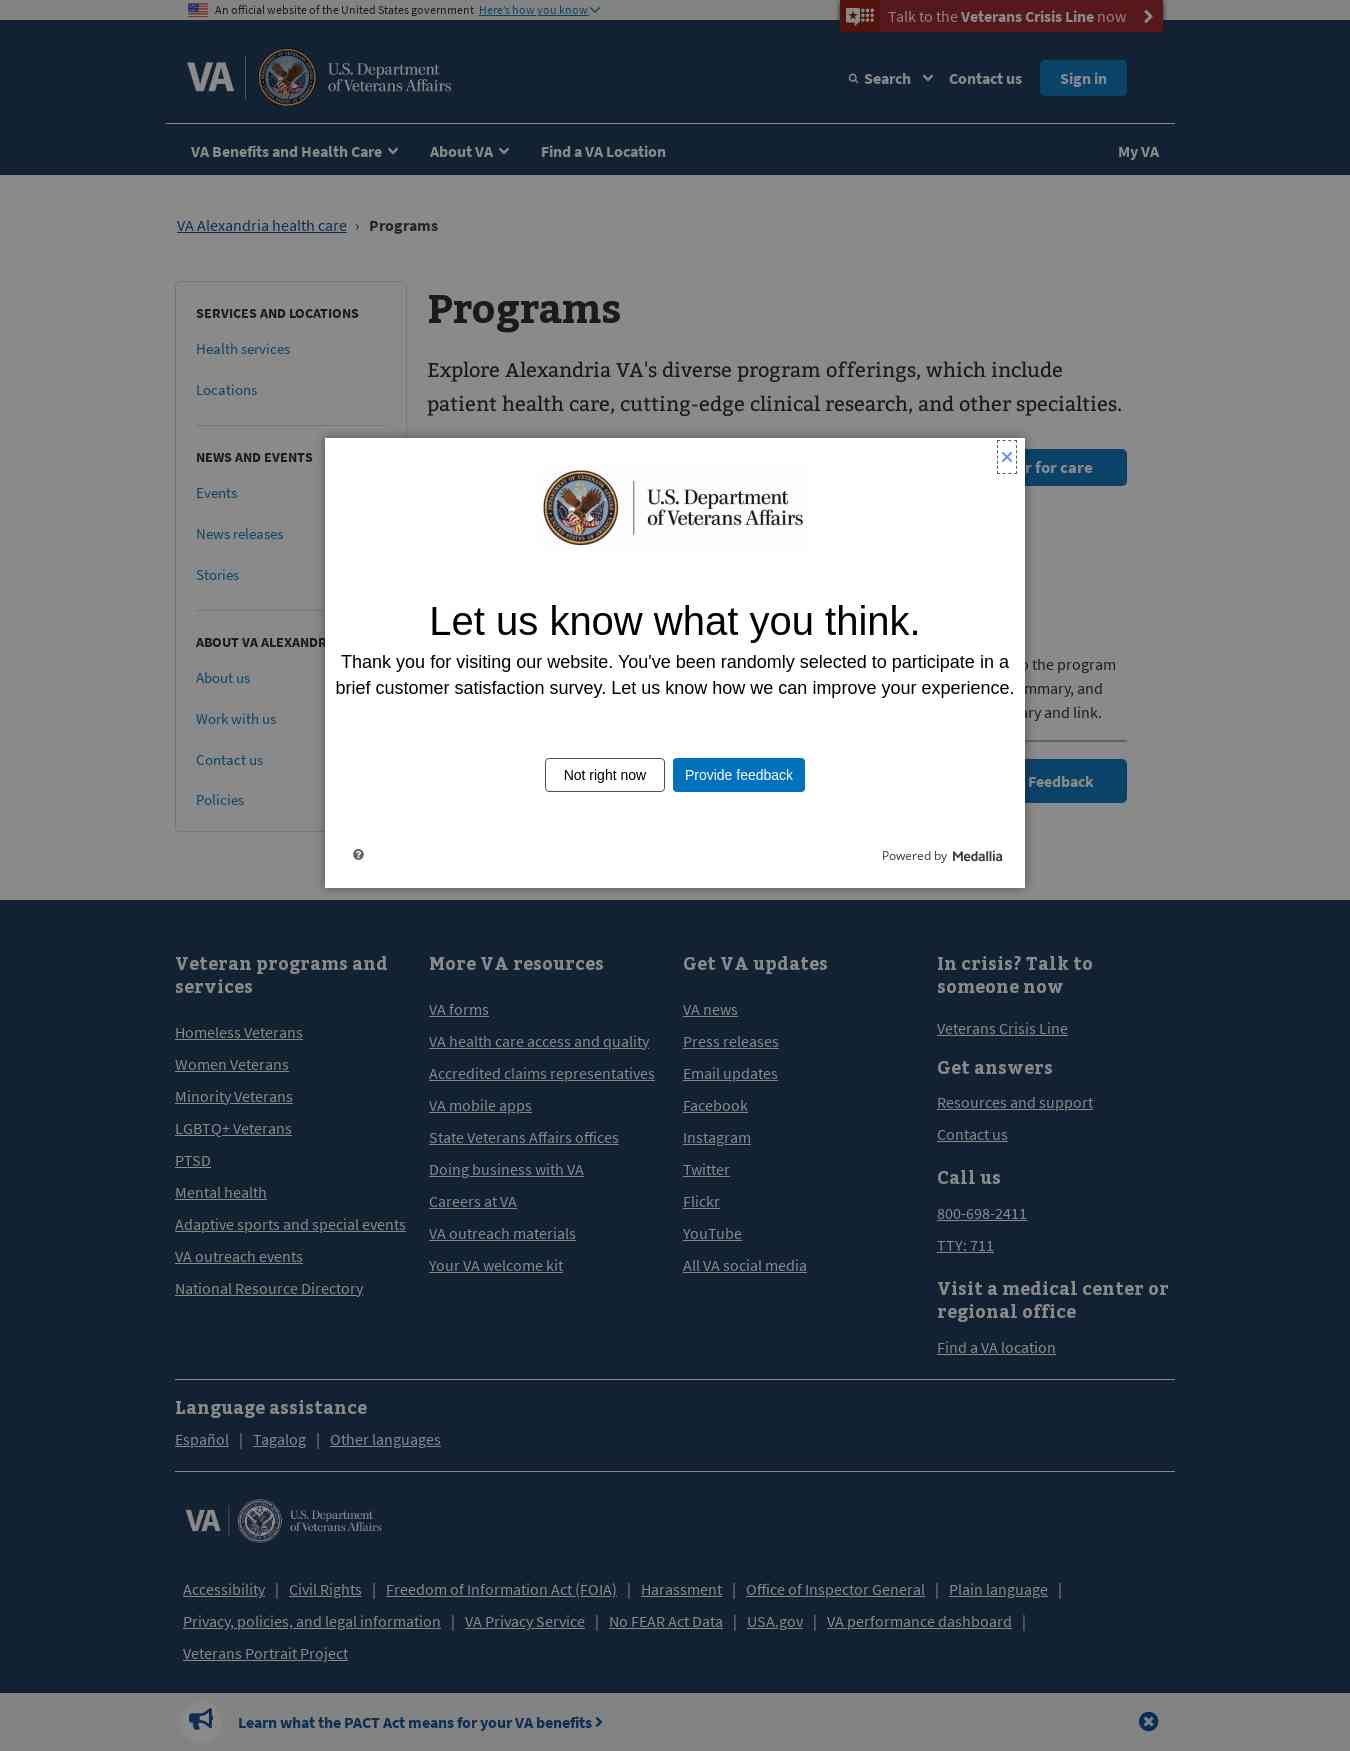 An official website of the United States government Here's how you know
Talk to the Veterans Crisis Line now
VA
U.S. Department
of Veterans Affairs
Search
Contact us
Sign in
VA Benefits and Health Care
About VA
Find a VA Location
My VA
VA Alexandria health care › Programs
SERVICES AND LOCATIONS
Health services
Locations
NEWS AND EVENTS
Events
News releases
Stories
ABOUT VA ALEXANDR
About us
Work with us
Contact us
Policies
Programs
Explore Alexandria VA's diverse program offerings, which include
patient health care, cutting-edge clinical research, and other specialties.
r for care
the program
mmary, and
ary and link.
Feedback
×
U.S. Department
of Veterans Affairs
Let us know what you think.
Thank you for visiting our website. You've been randomly selected to participate in a
brief customer satisfaction survey. Let us know how we can improve your experience.
Not right now
Provide feedback
Powered by Medallia
Veteran programs and
services
Homeless Veterans
Women Veterans
Minority Veterans
LGBTQ+ Veterans
PTSD
Mental health
Adaptive sports and special events
VA outreach events
National Resource Directory
More VA resources
VA forms
VA health care access and quality
Accredited claims representatives
VA mobile apps
State Veterans Affairs offices
Doing business with VA
Careers at VA
VA outreach materials
Your VA welcome kit
Get VA updates
VA news
Press releases
Email updates
Facebook
Instagram
Twitter
Flickr
YouTube
All VA social media
In crisis? Talk to
someone now
Veterans Crisis Line
Get answers
Resources and support
Contact us
Call us
800-698-2411
TTY: 711
Visit a medical center or
regional office
Find a VA location
Language assistance
Español | Tagalog | Other languages
VA
U.S. Department
of Veterans Affairs
Accessibility | Civil Rights | Freedom of Information Act (FOIA) | Harassment | Office of Inspector General | Plain language |
Privacy, policies, and legal information | VA Privacy Service | No FEAR Act Data | USA.gov | VA performance dashboard |
Veterans Portrait Project
Learn what the PACT Act means for your VA benefits